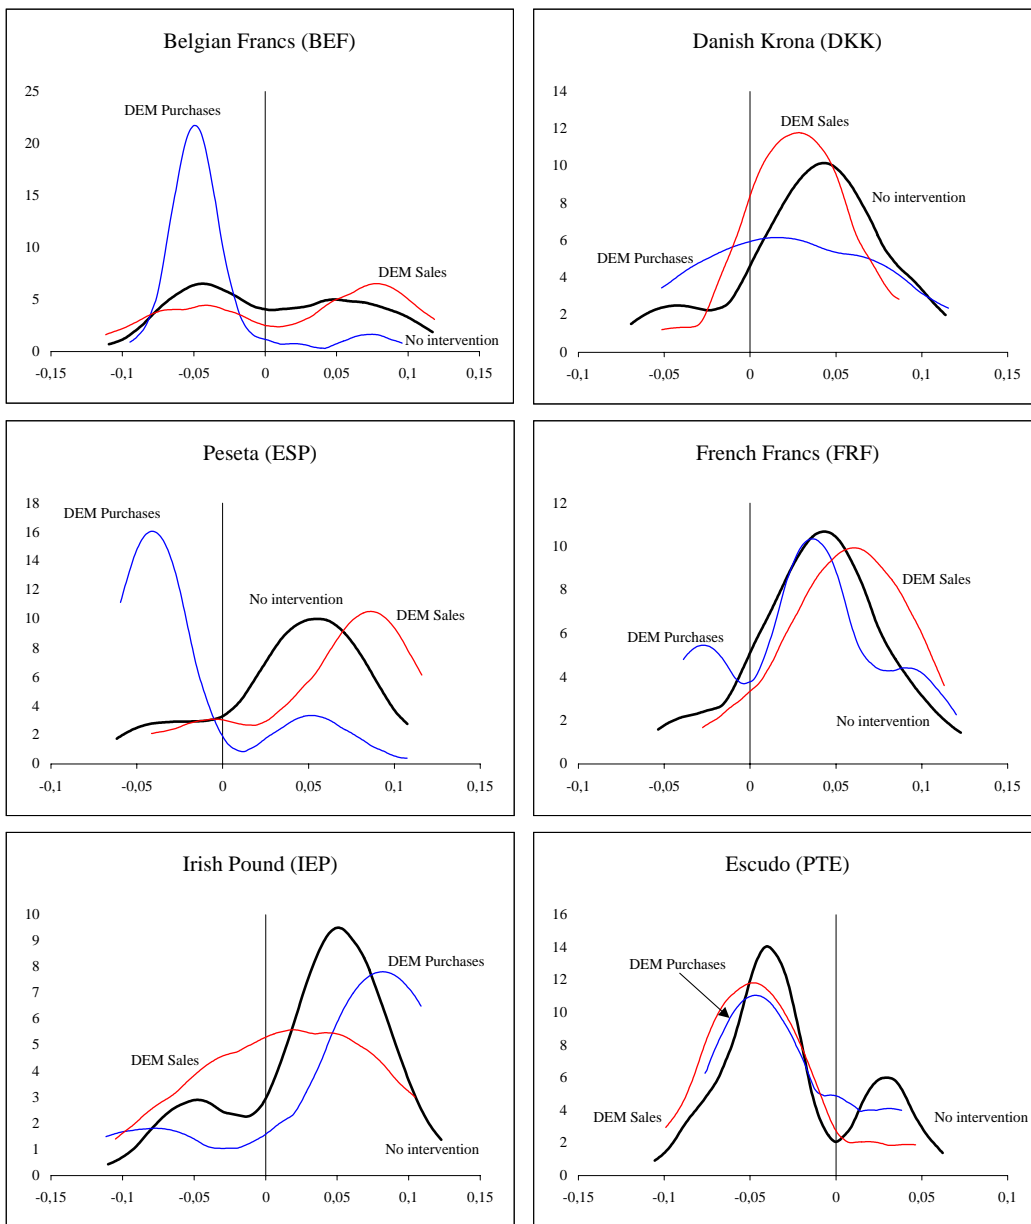 Belgian Francs (BEF)
25
DEM Purchases
20
15
10
DEM Sales
5
No intervention
0
-0,15 -0,1 -0,05 0 0,05 0,1 0,15
Danish Krona (DKK)
14
DEM Sales
12
10
No intervention
8
6
DEM Purchases
4
2
0
-0,1 -0,05 0 0,05 0,1 0,15
Peseta (ESP)
18
DEM Purchases
16
14
12
No intervention
10
DEM Sales
8
6
4
2
0
-0,1 -0,05 0 0,05 0,1 0,15
French Francs (FRF)
12
10
DEM Sales
8
6
DEM Purchases
4
2
No intervention
0
-0,1 -0,05 0 0,05 0,1 0,15
Irish Pound (IEP)
10
9
8
DEM Purchases
7
6
5
DEM Sales
4
3
2
No intervention
1
0
-0,15 -0,1 -0,05 0 0,05 0,1 0,15
Escudo (PTE)
16
14
DEM Purchases
12
10
8
6
4
DEM Sales
No intervention
2
0
-0,15 -0,1 -0,05 0 0,05 0,1